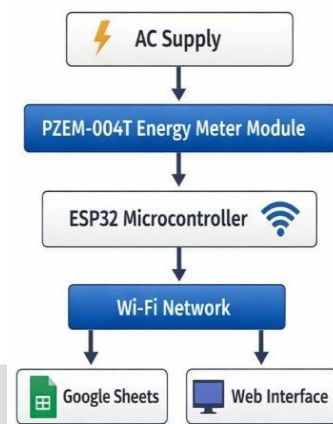 AC Supply
PZEM-004T Energy Meter Module
ESP32 Microcontroller
Wi-Fi Network
Google Sheets
Web Interface